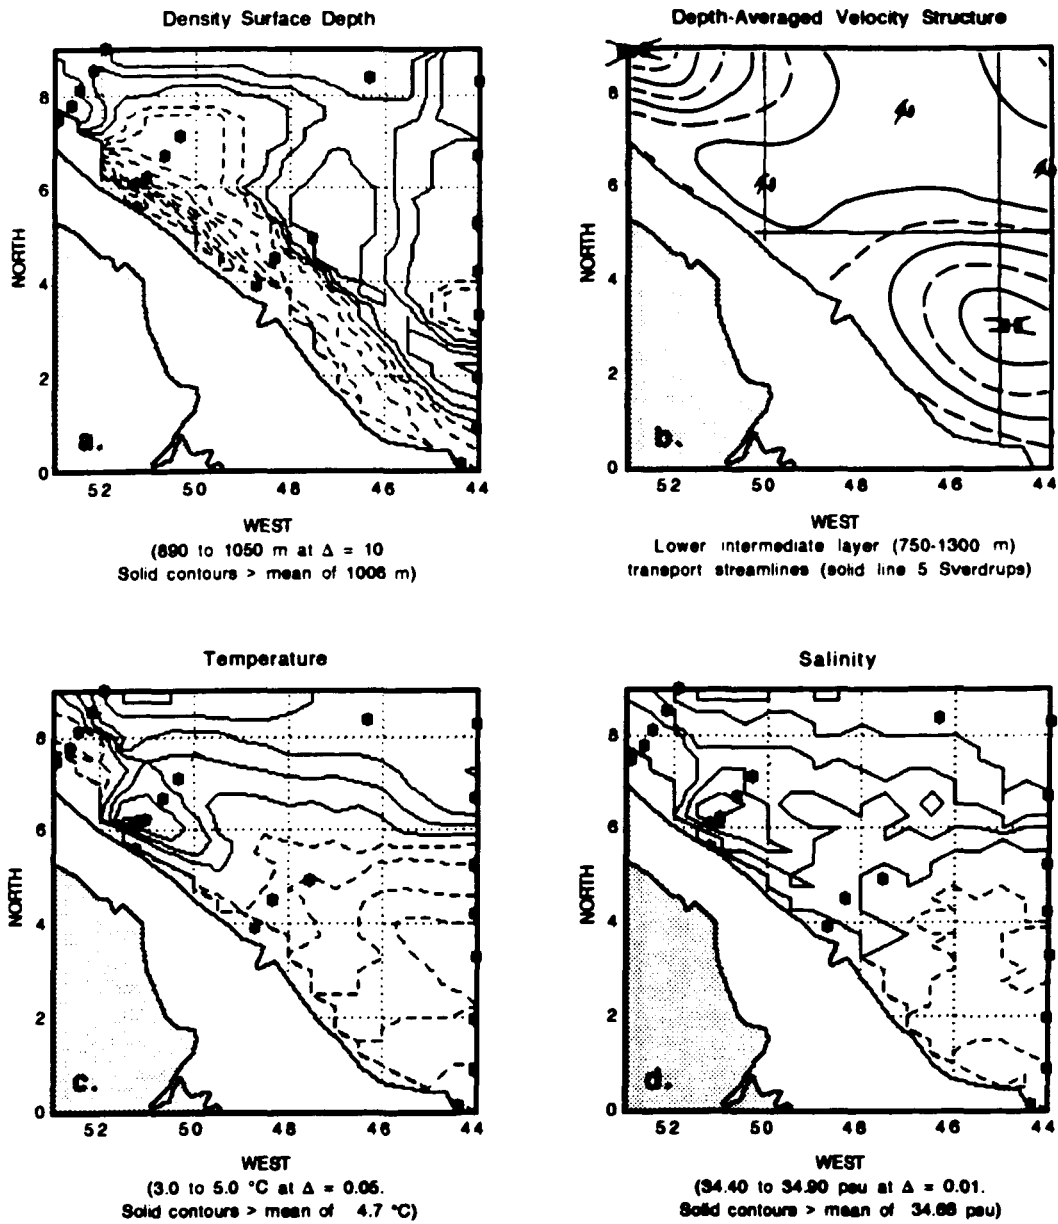 Density Surface Depth
8
6
4
2
0
NORTH
a.
52 50 48 46 44
WEST
(890 to 1050 m at Δ = 10
Solid contours > mean of 1006 m)
Depth-Averaged Velocity Structure
8
6
4
2
0
NORTH
b.
52 50 48 46 44
WEST
Lower intermediate layer (750-1300 m)
transport streamlines (solid line 5 Sverdrups)
Temperature
8
6
4
2
0
NORTH
c.
52 50 48 46 44
WEST
(3.0 to 5.0 °C at Δ = 0.05.
Solid contours > mean of 4.7 °C)
Salinity
8
6
4
2
0
NORTH
d.
52 50 48 46 44
WEST
(34.40 to 34.90 psu at Δ = 0.01.
Solid contours > mean of 34.66 psu)